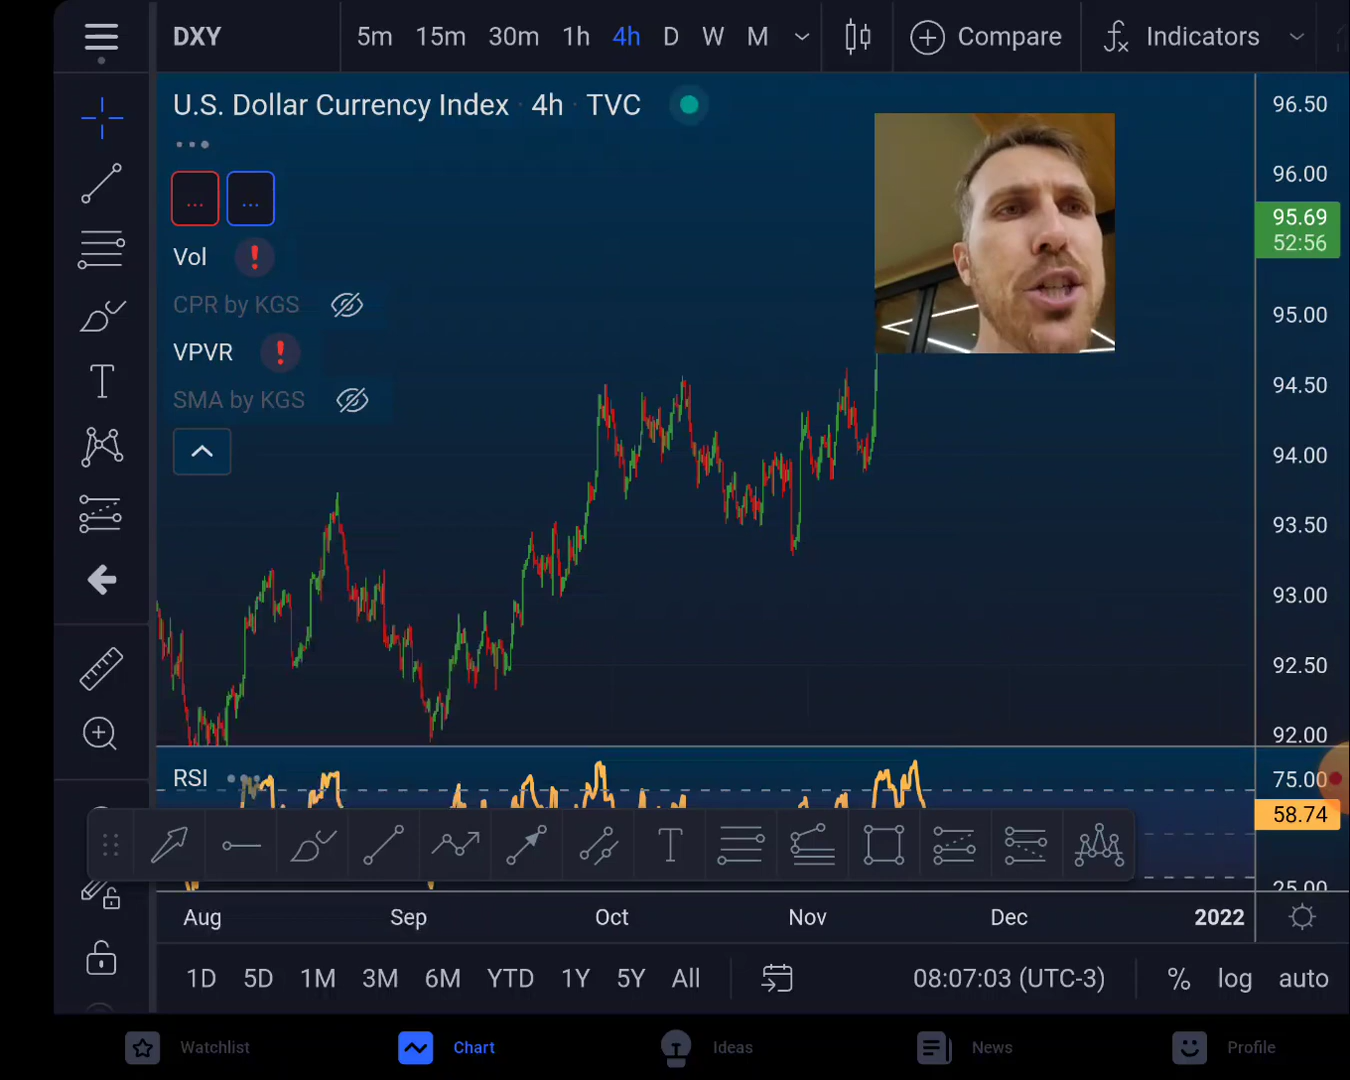 DXY 5m 15m 30m 1h 4h D W M Compare Indicators
U.S. Dollar Currency Index · 4h · TVC
... ...
Vol
CPR by KGS
VPVR
SMA by KGS
96.50
96.00
95.69
52:56
95.00
94.50
94.00
93.50
93.00
92.50
92.00
RSI
75.00
58.74
25.00
Aug Sep Oct Nov Dec 2022
1D 5D 1M 3M 6M YTD 1Y 5Y All 08:07:03 (UTC-3) % log auto
Watchlist Chart Ideas News Profile